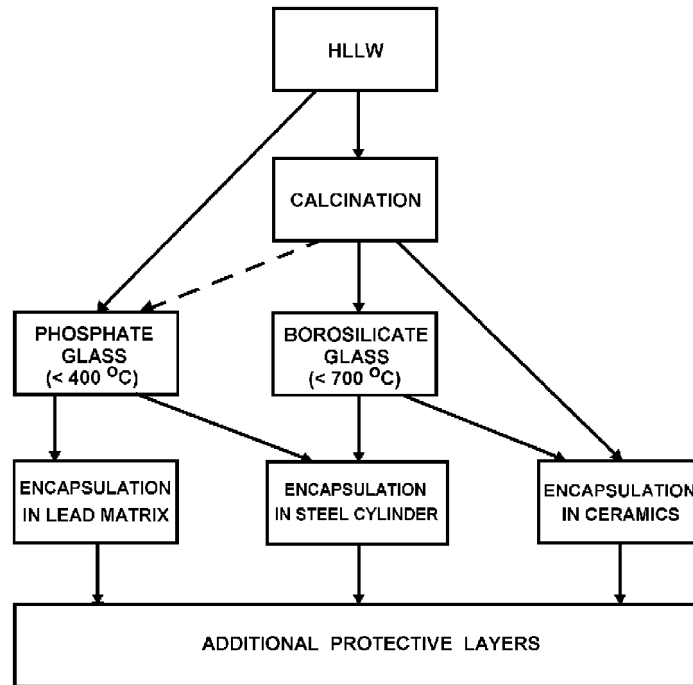 HLLW
CALCINATION
PHOSPHATE
GLASS
(< 400 °C)
BOROSILICATE
GLASS
(< 700 °C)
ENCAPSULATION
IN LEAD MATRIX
ENCAPSULATION
IN STEEL CYLINDER
ENCAPSULATION
IN CERAMICS
ADDITIONAL PROTECTIVE LAYERS